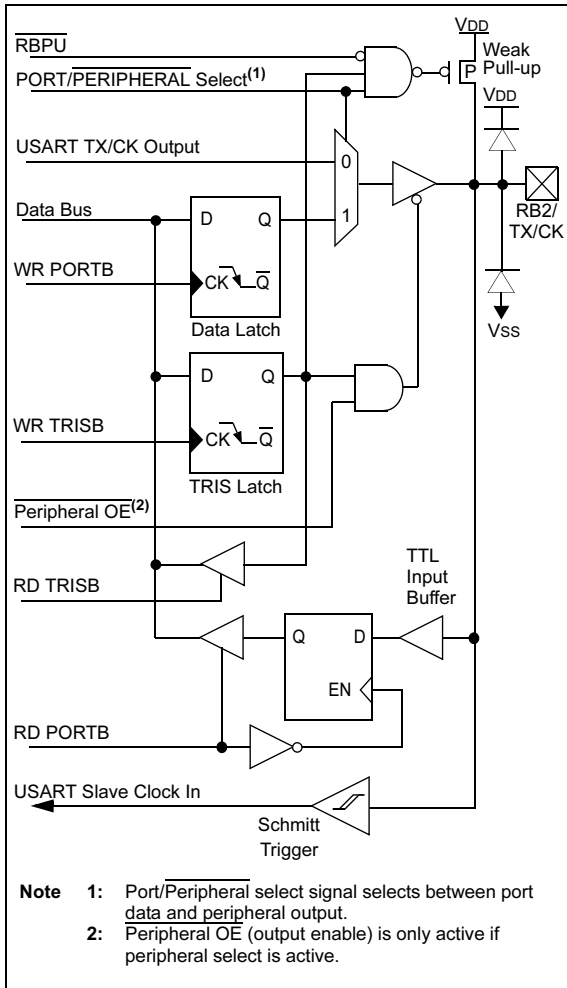 VDD
RBPU
Weak
Pull-up
P
PORT/PERIPHERAL Select(1)
VDD
USART TX/CK Output
0
Data Bus
D
Q
1
RB2/
TX/CK
WR PORTB
CK
Q
Data Latch
VSS
D
Q
WR TRISB
CK
Q
TRIS Latch
Peripheral OE(2)
RD TRISB
TTL
Input
Buffer
Q
D
EN
RD PORTB
USART Slave Clock In
Schmitt
Trigger
Note 1: Port/Peripheral select signal selects between port
data and peripheral output.
2: Peripheral OE (output enable) is only active if
peripheral select is active.